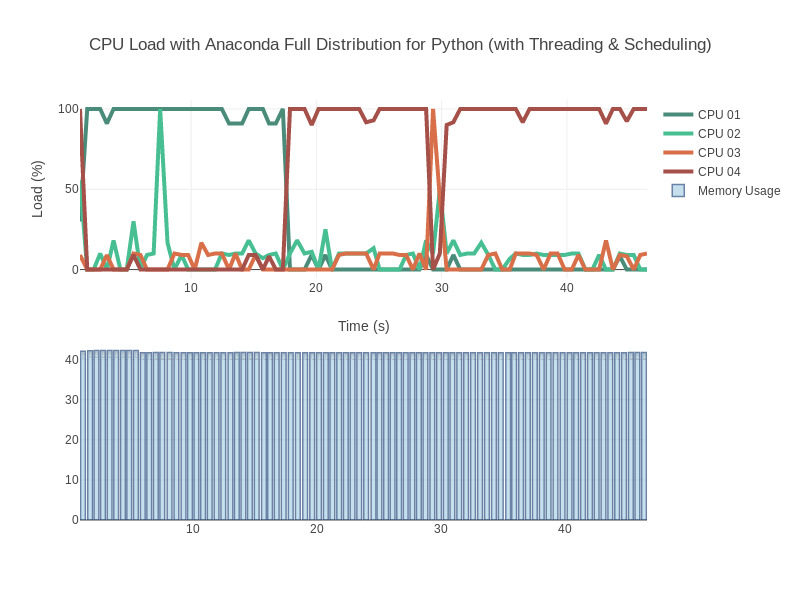 CPU Load with Anaconda Full Distribution for Python (with Threading & Scheduling)
Load (%)
100
50
0
10
20
30
40
Time (s)
CPU 01
CPU 02
CPU 03
CPU 04
Memory Usage
40
30
20
10
0
10
20
30
40